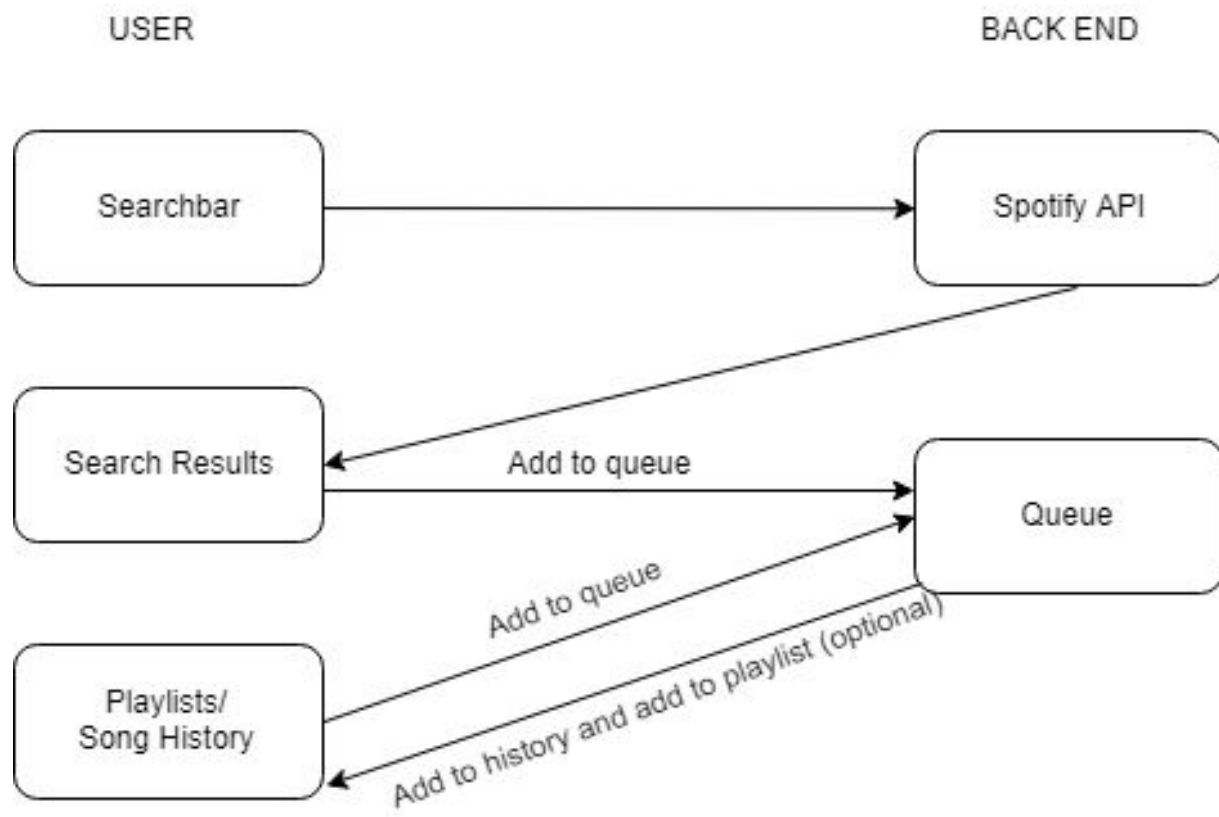 USER
BACK END
Searchbar
Spotify API
Search Results
Add to queue
Queue
Add to queue
Add to history and add to playlist (optional)
Playlists/
Song History